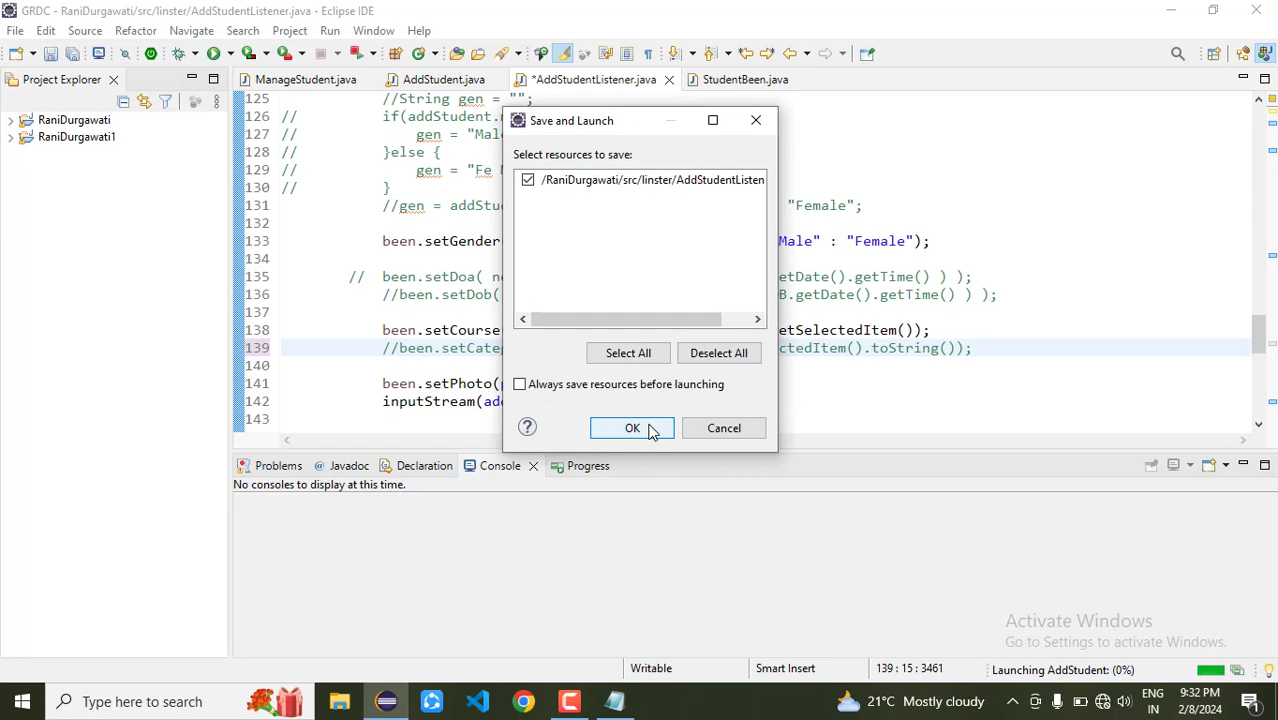 GRDC - RaniDurgawati/src/linster/AddStudentListener.java - Eclipse IDE
File Edit Source Refactor Navigate Search Project Run Window Help
Project Explorer
ManageStudent.java AddStudent.java *AddStudentListener.java StudentBeen.java
RaniDurgawati
RaniDurgawati1
125 //String gen = "";
126 // if(addStudent.
127 // gen = "Mal
128 // }else {
129 // gen = "Fe
130 // }
131 //gen = addStu "Female";
132
133 been.setGender Male" : "Female");
134
135 // been.setDoa( ne etDate().getTime() ) );
136 //been.setDob( B.getDate().getTime() ) );
137
138 been.setCourse etSelectedItem());
139 //been.setCateg ctedItem().toString());
140
141 been.setPhoto(
142 inputStream(ad
143
Save and Launch
Select resources to save:
/RaniDurgawati/src/linster/AddStudentListen
Select All Deselect All
Always save resources before launching
OK Cancel
Problems Javadoc Declaration Console Progress
No consoles to display at this time.
Activate Windows
Go to Settings to activate Windows.
Writable Smart Insert 139 : 15 : 3461 Launching AddStudent: (0%)
Type here to search
21°C Mostly cloudy
ENG
IN
9:32 PM
2/8/2024
1